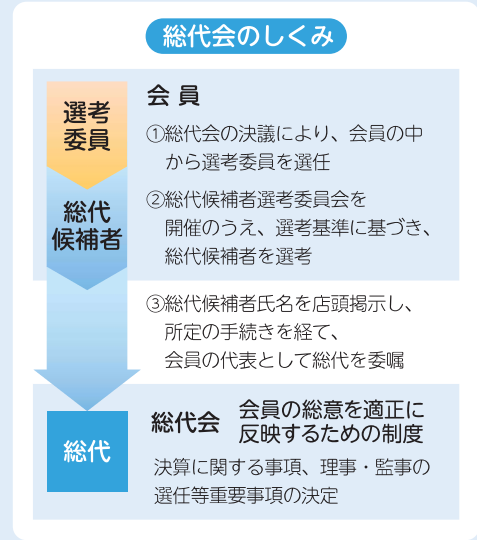 総代会のしくみ
選考
委員
会 員
①総代会の決議により、会員の中
から選考委員を選任
総代
候補者
②総代候補者選考委員会を
開催のうえ、選考基準に基づき、
総代候補者を選考
③総代候補者氏名を店頭掲示し、
所定の手続きを経て、
会員の代表として総代を委嘱
総代
総代会
会員の総意を適正に
反映するための制度
決算に関する事項、理事・監事の
選任等重要事項の決定